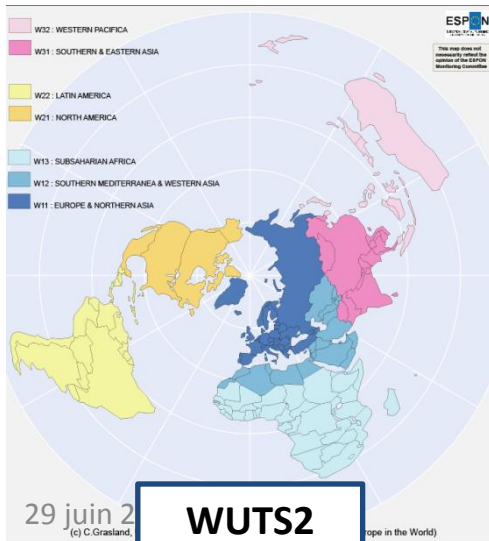 W32 : WESTERN PACIFICA
W31 : SOUTHERN & EASTERN ASIA
W22 : LATIN AMERICA
W21 : NORTH AMERICA
W13 : SUBSAHARIAN AFRICA
W12 : SOUTHERN MEDITERRANEA & WESTERN ASIA
W11 : EUROPE & NORTHERN ASIA
ESPON
This map does not
necessarily reflect the
opinion of the ESPON
Monitoring Committee
29 juin 2
WUTS2
(c) C.Grasland, rope in the World)